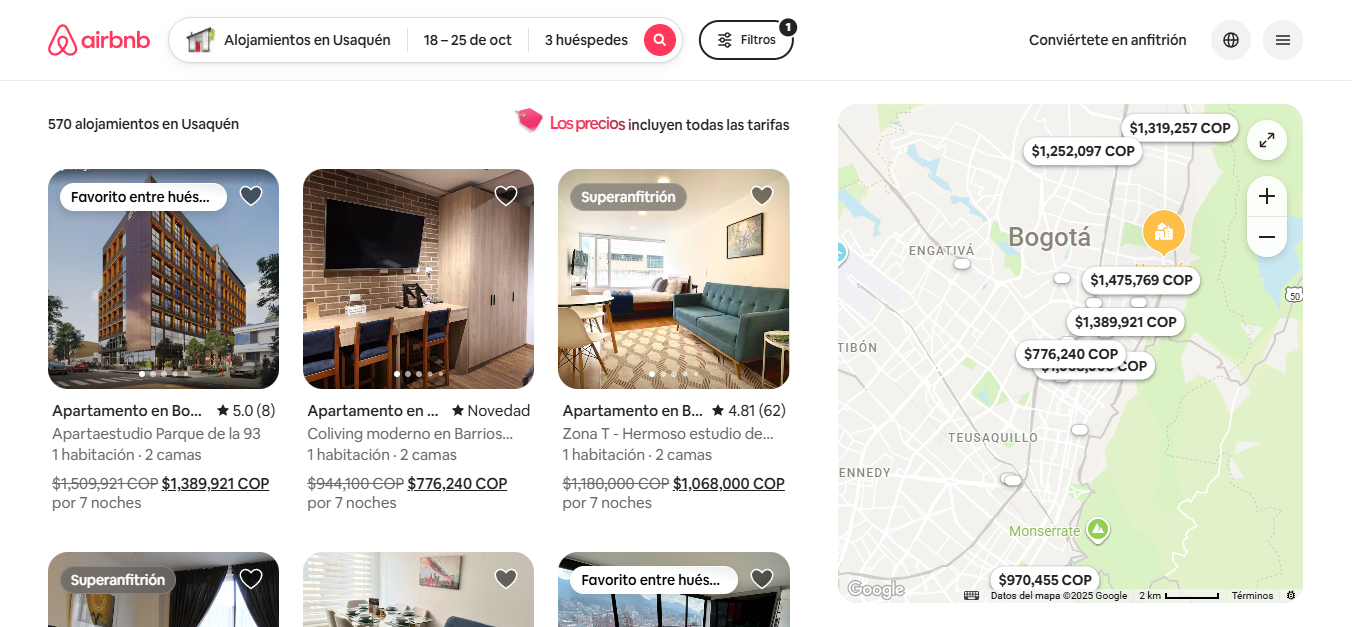 airbnb
Alojamientos en Usaquén
18 – 25 de oct
3 huéspedes
Filtros
1
Conviértete en anfitrión
570 alojamientos en Usaquén
Los precios incluyen todas las tarifas
Favorito entre hués...
Apartamento en Bo...
5.0 (8)
Apartaestudio Parque de la 93
1 habitación · 2 camas
$1,509,921 COP $1,389,921 COP
por 7 noches
Apartamento en ...
Novedad
Coliving moderno en Barrios...
1 habitación · 2 camas
$944,100 COP $776,240 COP
por 7 noches
Superanfitrión
Apartamento en B...
4.81 (62)
Zona T - Hermoso estudio de...
1 habitación · 2 camas
$1,180,000 COP $1,068,000 COP
por 7 noches
Superanfitrión
Favorito entre hués...
$1,319,257 COP
$1,252,097 COP
Bogotá
ENGATIVÁ
$1,475,769 COP
50
$1,389,921 COP
TIBÓN
$776,240 COP
COP
TEUSAQUILLO
ENNEDY
Monserrate
$970,455 COP
Google
Datos del mapa ©2025 Google
2 km
Términos